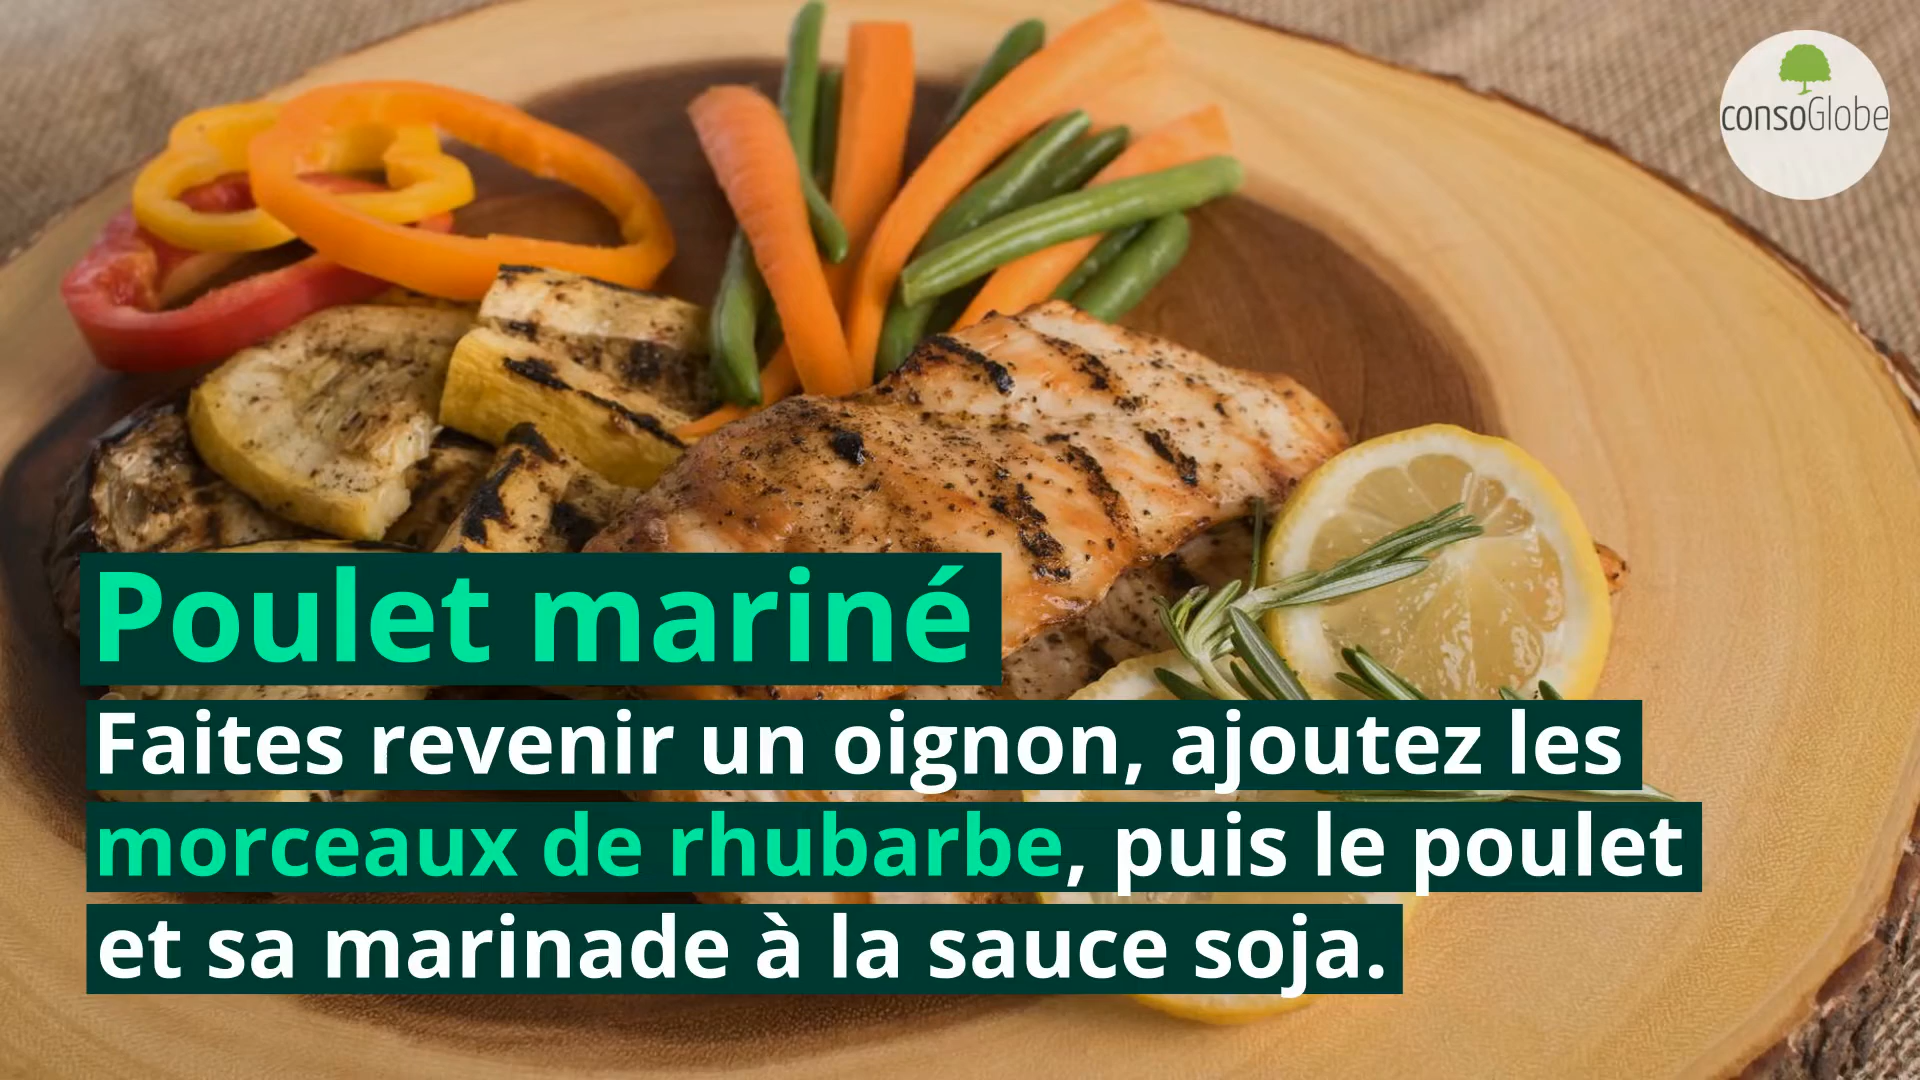 consoGlobe
Poulet mariné
Faites revenir un oignon, ajoutez les
morceaux de rhubarbe, puis le poulet
et sa marinade à la sauce soja.